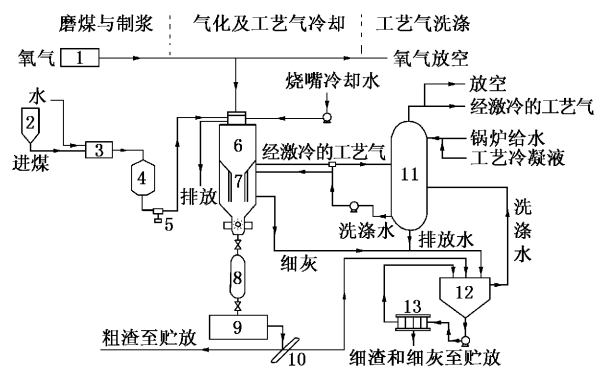 磨煤与制浆
气化及工艺气冷却
工艺气洗涤
氧气
1
氧气放空
烧嘴冷却水
放空
经激冷的工艺气
水
2
3
进煤
4
5
6
7
排放
经激冷的工艺气
锅炉给水
工艺冷凝液
11
洗涤水
洗涤水
排放水
细灰
8
9
10
12
13
粗渣至贮放
细渣和细灰至贮放